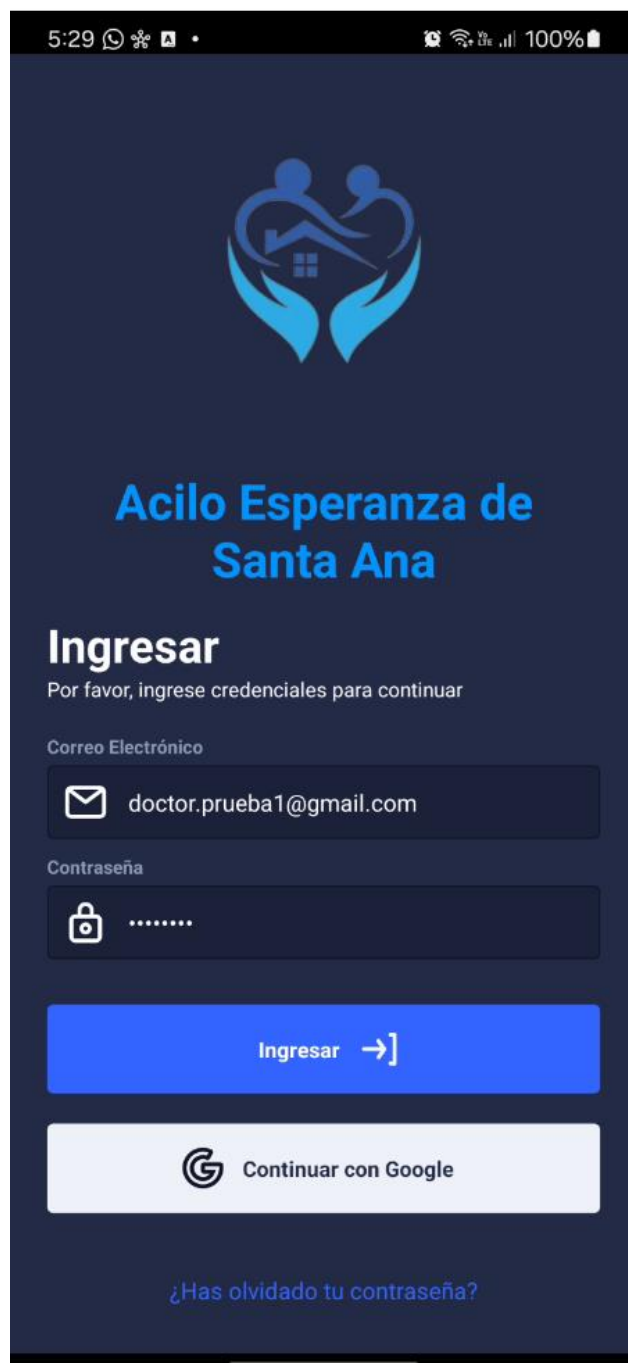 5:29
100%
Acilo Esperanza de
Santa Ana
Ingresar
Por favor, ingrese credenciales para continuar
Correo Electrónico
doctor.prueba1@gmail.com
Contraseña
••••••••
Ingresar
Continuar con Google
¿Has olvidado tu contraseña?